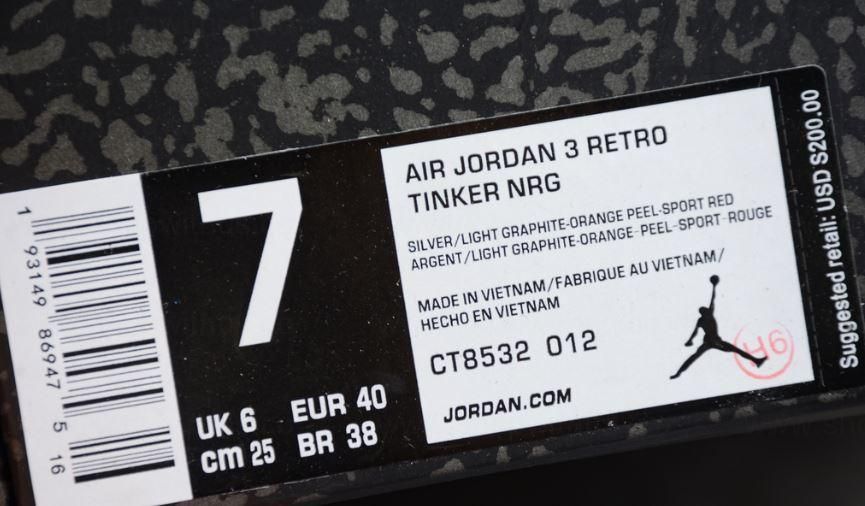 1 93149 86947 5 16
7
UK 6 EUR 40
cm 25 BR 38
AIR JORDAN 3 RETRO
TINKER NRG
SILVER/LIGHT GRAPHITE-ORANGE PEEL-SPORT RED
ARGENT/LIGHT GRAPHITE-ORANGE-PEEL-SPORT-ROUGE
MADE IN VIETNAM/FABRIQUE AU VIETNAM/
HECHO EN VIETNAM
CT8532 012
JORDAN.COM
Suggested retail: USD $200.00